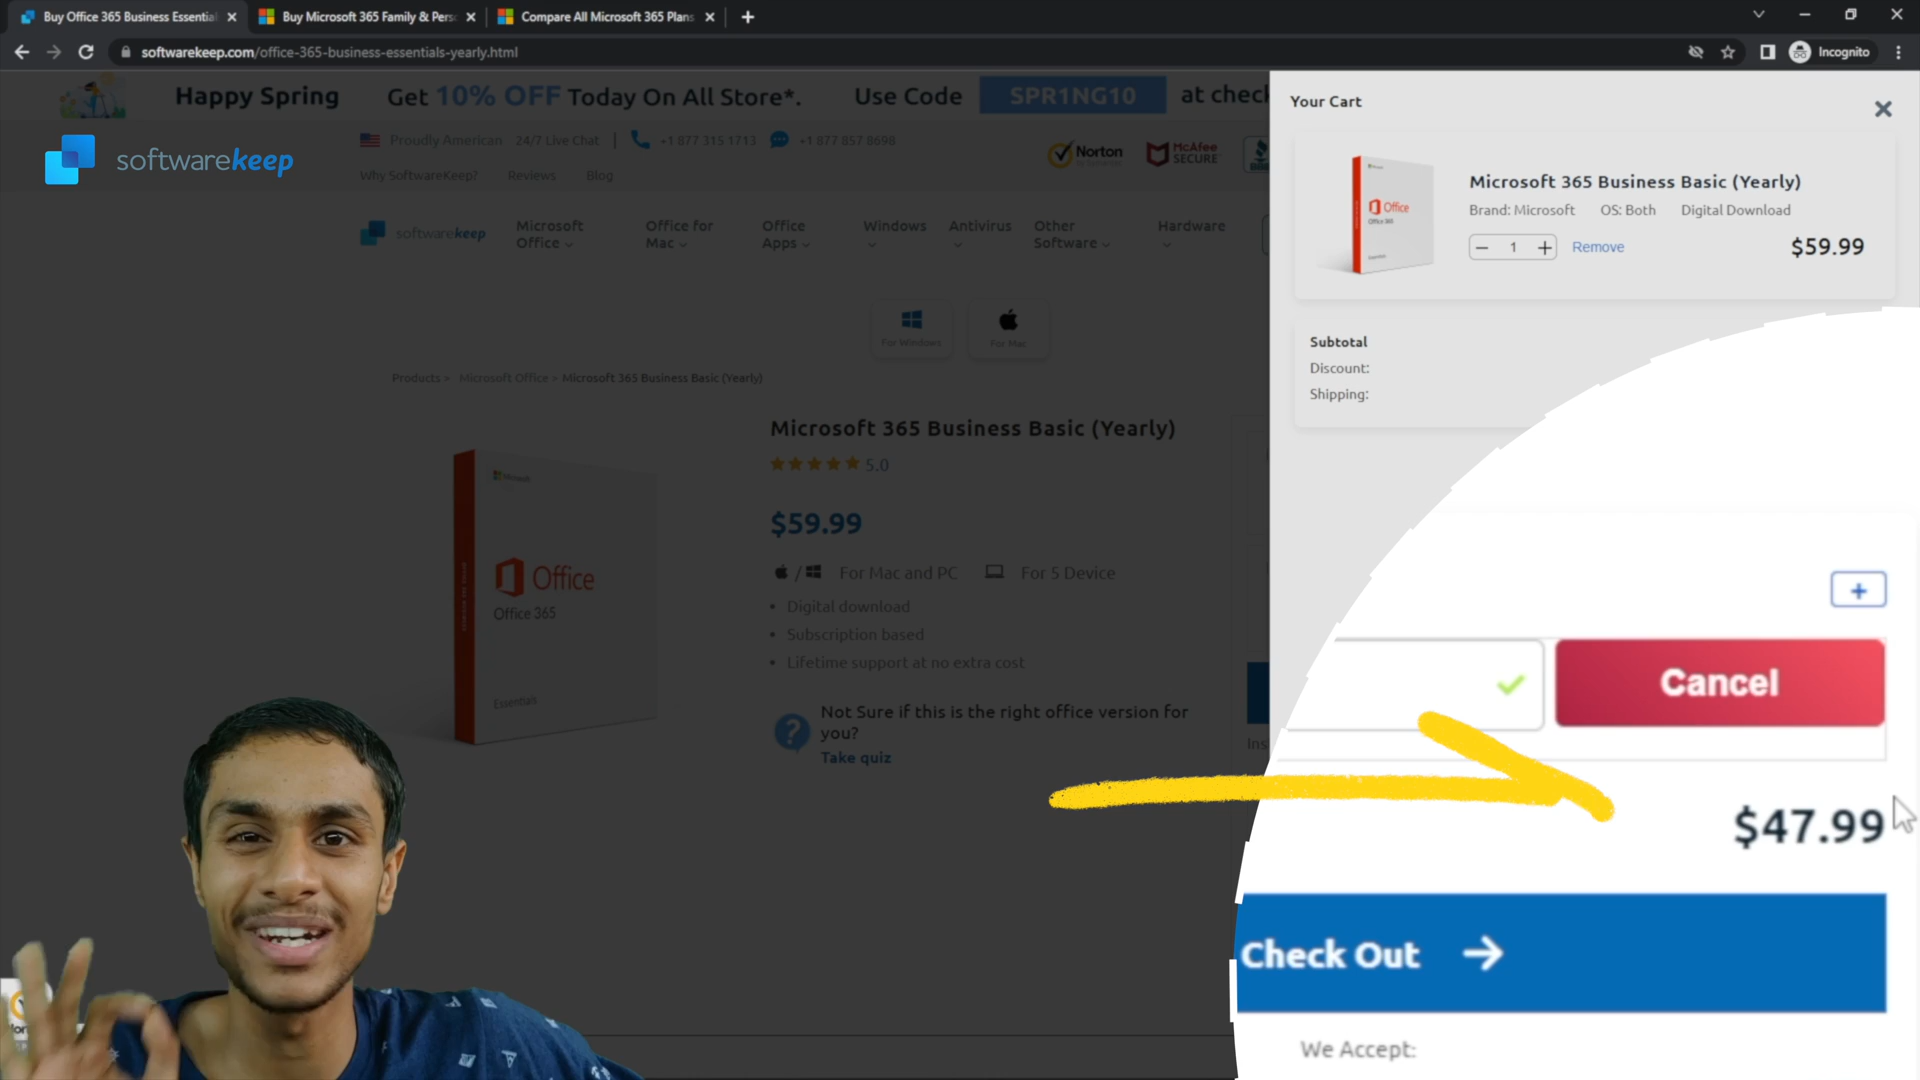 Buy Office 365 Business Essential
Buy Microsoft 365 Family & Pers
Compare All Microsoft 365 Plans
softwarekeep.com/office-365-business-essentials-yearly.html
Incognito
Happy Spring Get 10% OFF Today On All Store*. Use Code SPR1NG10 at check
Proudly American 24/7 Live Chat | +1 877 315 1713 +1 877 857 8698
Why SoftwareKeep? Reviews Blog
Norton
McAfee
SECURE
softwarekeep
softwarekeep
Microsoft Office
Office for Mac
Office Apps
Windows
Antivirus
Other Software
Hardware
For Windows
For Mac
Products > Microsoft Office > Microsoft 365 Business Basic (Yearly)
Microsoft
Office
Office 365
Essentials
Microsoft 365 Business Basic (Yearly)
5.0
$59.99
/ For Mac and PC For 5 Device
• Digital download
• Subscription based
• Lifetime support at no extra cost
Not Sure if this is the right office version for
you?
Take quiz
Ins
Your Cart
Office
Office 365
Microsoft 365 Business Basic (Yearly)
Brand: Microsoft OS: Both Digital Download
− 1 + Remove $59.99
Subtotal
Discount:
Shipping:
+
Cancel
$47.99
Check Out
We Accept: